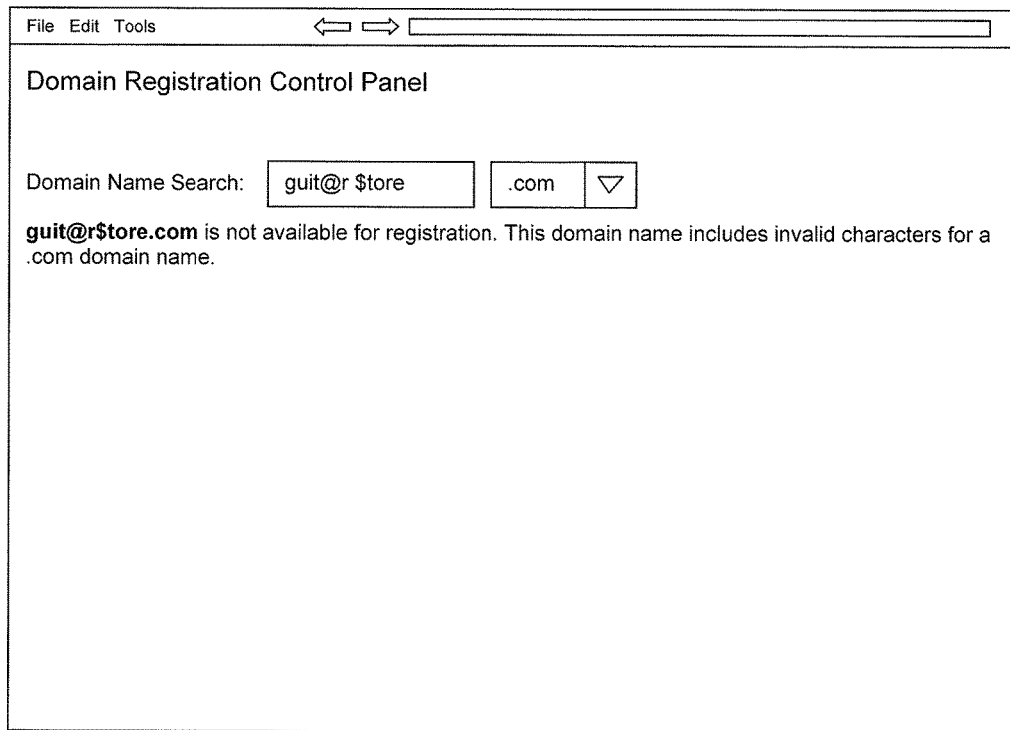 File Edit Tools
Domain Registration Control Panel
Domain Name Search: guit@r $tore .com
guit@r$tore.com is not available for registration. This domain name includes invalid characters for a
.com domain name.